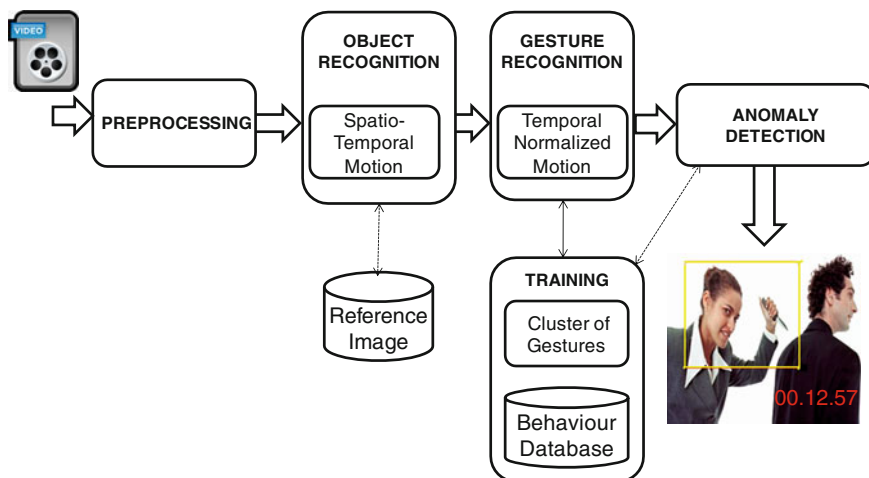 VIDEO
PREPROCESSING
OBJECT
RECOGNITION
Spatio-
Temporal
Motion
GESTURE
RECOGNITION
Temporal
Normalized
Motion
ANOMALY
DETECTION
Reference
Image
TRAINING
Cluster of
Gestures
Behaviour
Database
00.12.57